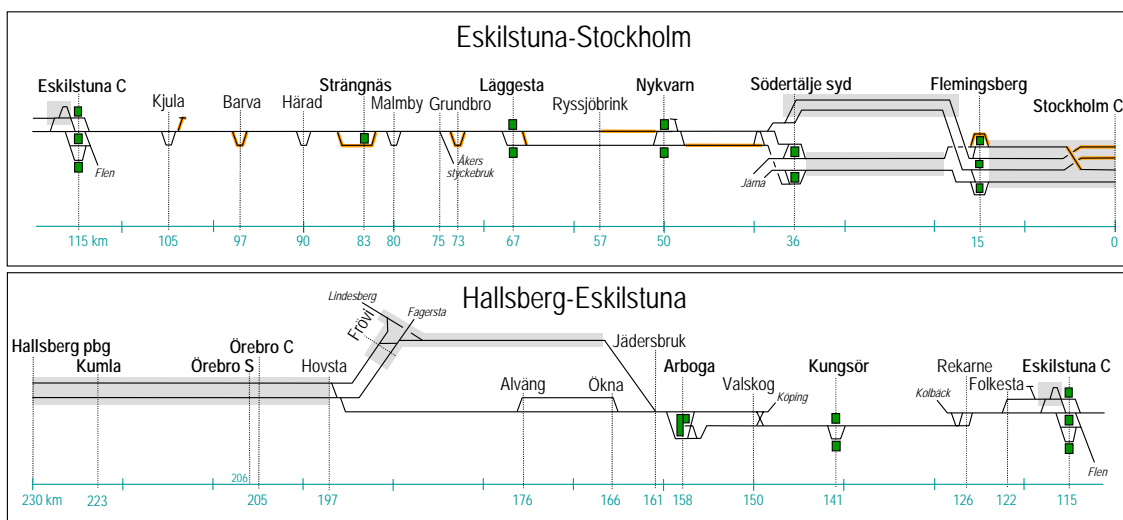 Eskilstuna-Stockholm
Eskilstuna C
Kjula
Barva
Härad
Strängnäs
Malmby
Grundbro
Läggesta
Ryssjöbrink
Nykvarn
Södertälje syd
Flemingsberg
Stockholm C
Flen
Åkers
styckebruk
Järna
115 km
105
97
90
83
80
75
73
67
57
50
36
15
0
Hallsberg-Eskilstuna
Lindesberg
Frövi
Fagersta
Hallsberg pbg
Kumla
Örebro S
Örebro C
Hovsta
Alväng
Ökna
Jädersbruk
Arboga
Valskog
Köping
Kungsör
Kolbäck
Rekarne
Folkesta
Eskilstuna C
Flen
206
230 km
223
205
197
176
166
161
158
150
141
126
122
115